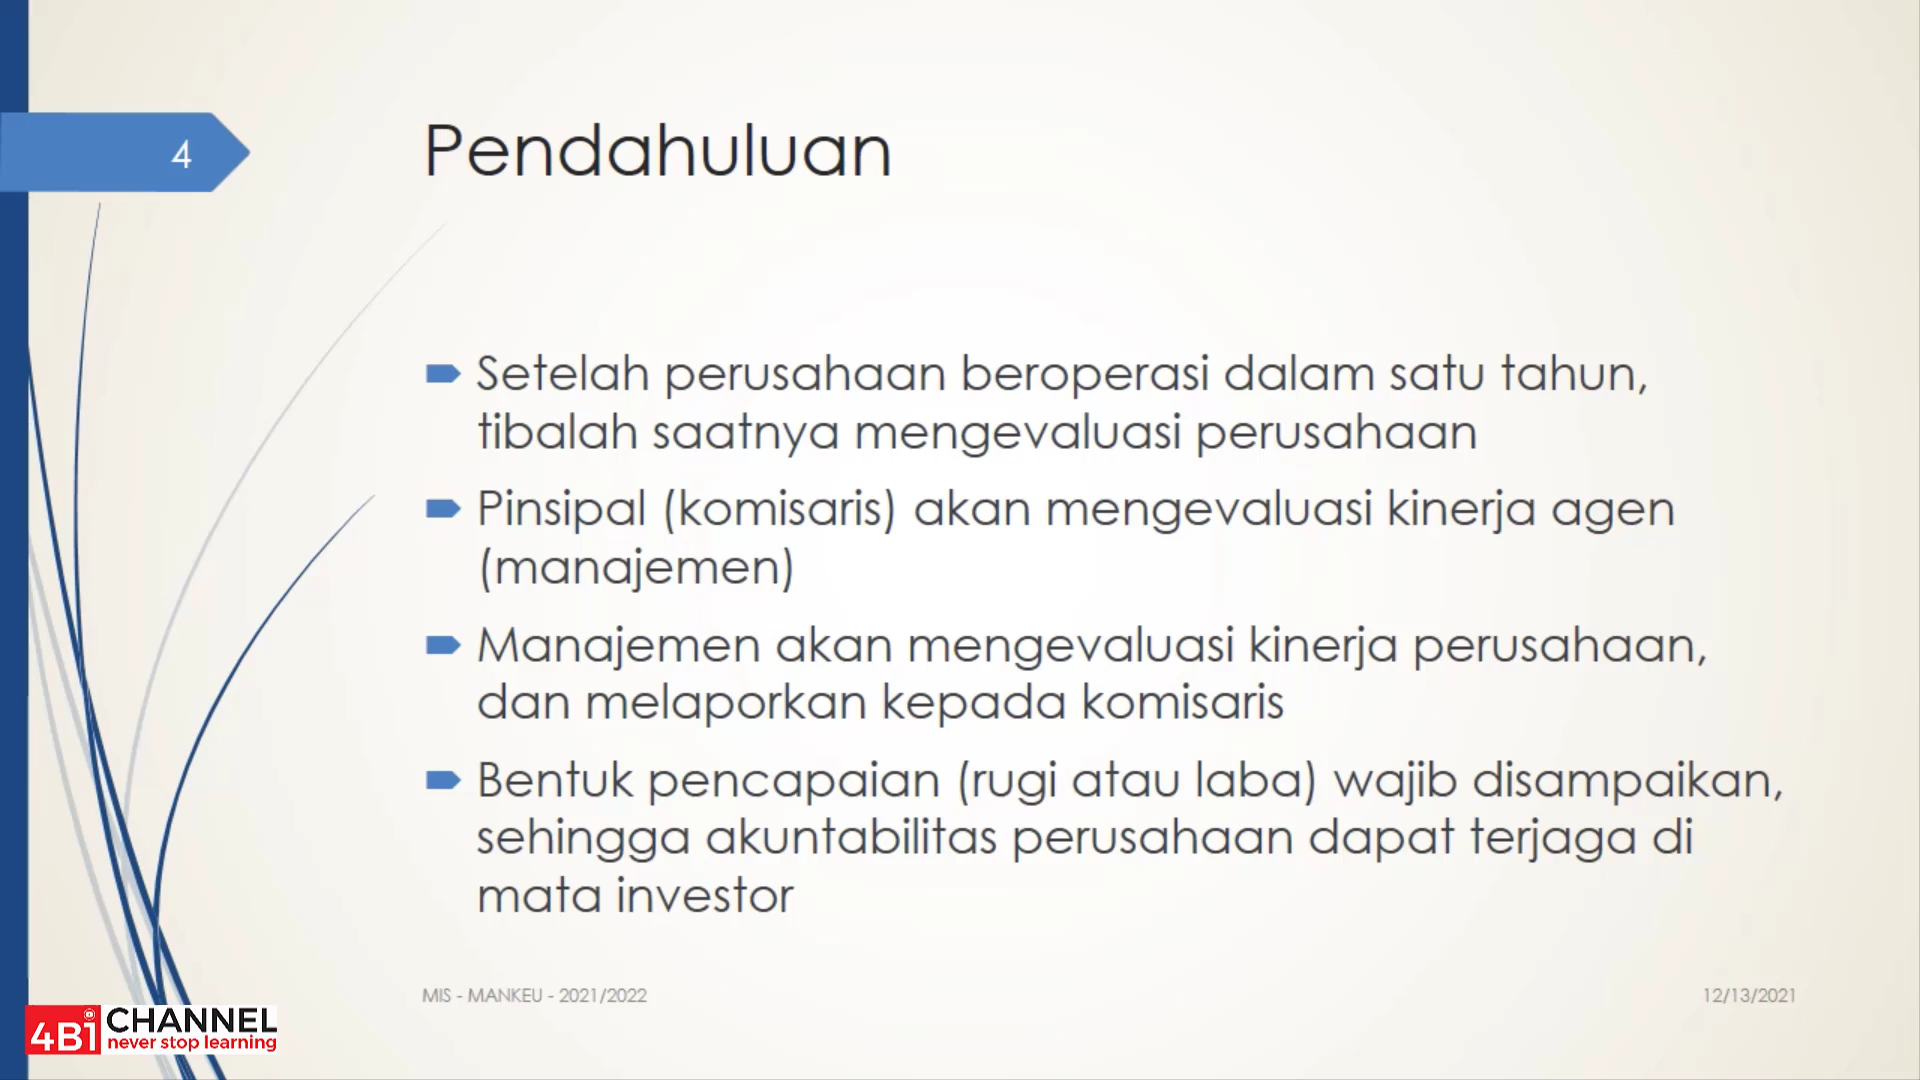 4
Pendahuluan
Setelah perusahaan beroperasi dalam satu tahun,
tibalah saatnya mengevaluasi perusahaan
Pinsipal (komisaris) akan mengevaluasi kinerja agen
(manajemen)
Manajemen akan mengevaluasi kinerja perusahaan,
dan melaporkan kepada komisaris
Bentuk pencapaian (rugi atau laba) wajib disampaikan,
sehingga akuntabilitas perusahaan dapat terjaga di
mata investor
MIS - MANKEU - 2021/2022
12/13/2021
4Bi CHANNEL
never stop learning